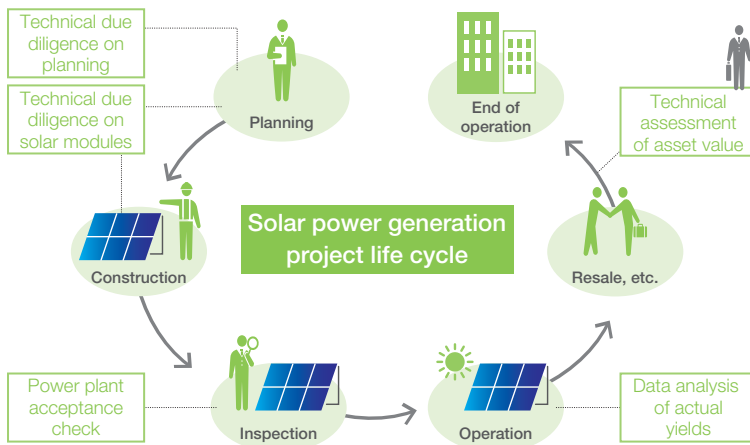 Technical due
diligence on
planning
Technical due
diligence on
solar modules
Planning
End of
operation
Technical
assessment
of asset value
Solar power generation
project life cycle
Construction
Resale, etc.
Power plant
acceptance
check
Inspection
Operation
Data analysis
of actual
yields